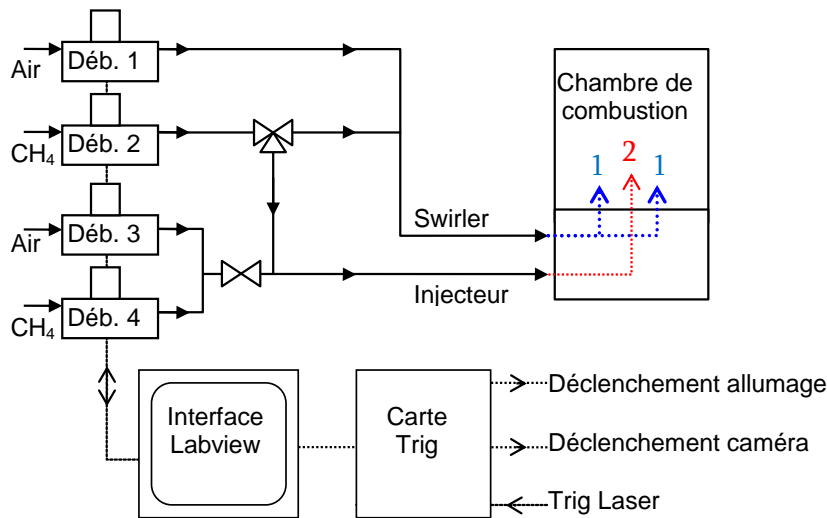 Air
Déb. 1
CH₄
Déb. 2
Air
Déb. 3
CH₄
Déb. 4
Swirler
Injecteur
Chambre de
combustion
1
2
1
Interface
Labview
Carte
Trig
Déclenchement allumage
Déclenchement caméra
Trig Laser